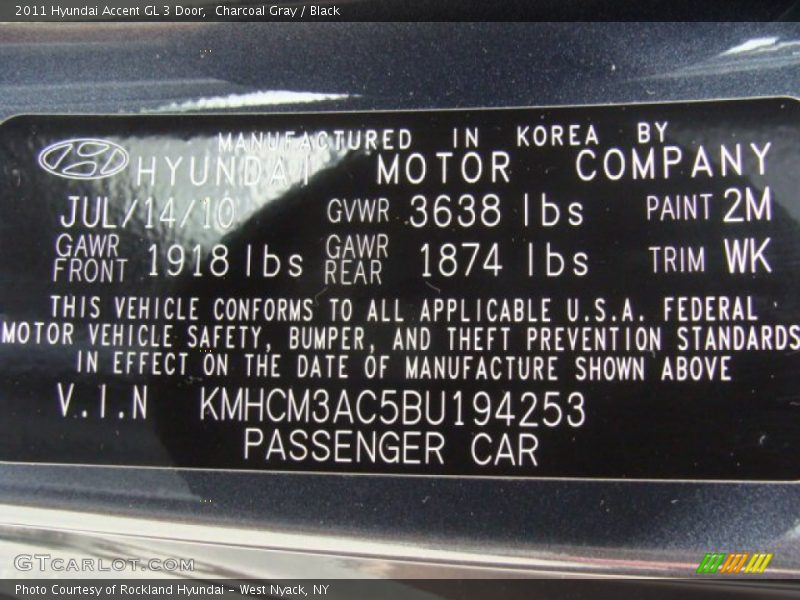 2011 Hyundai Accent GL 3 Door, Charcoal Gray / Black
MANUFACTURED IN KOREA BY
HYUNDAI MOTOR COMPANY
JUL/14/10 GVWR 3638 lbs PAINT 2M
GAWR FRONT 1918 lbs GAWR REAR 1874 lbs TRIM WK
THIS VEHICLE CONFORMS TO ALL APPLICABLE U.S.A. FEDERAL
MOTOR VEHICLE SAFETY, BUMPER, AND THEFT PREVENTION STANDARDS
IN EFFECT ON THE DATE OF MANUFACTURE SHOWN ABOVE
V.I.N KMHCM3AC5BU194253
PASSENGER CAR
GTCARLOT.COM
Photo Courtesy of Rockland Hyundai - West Nyack, NY